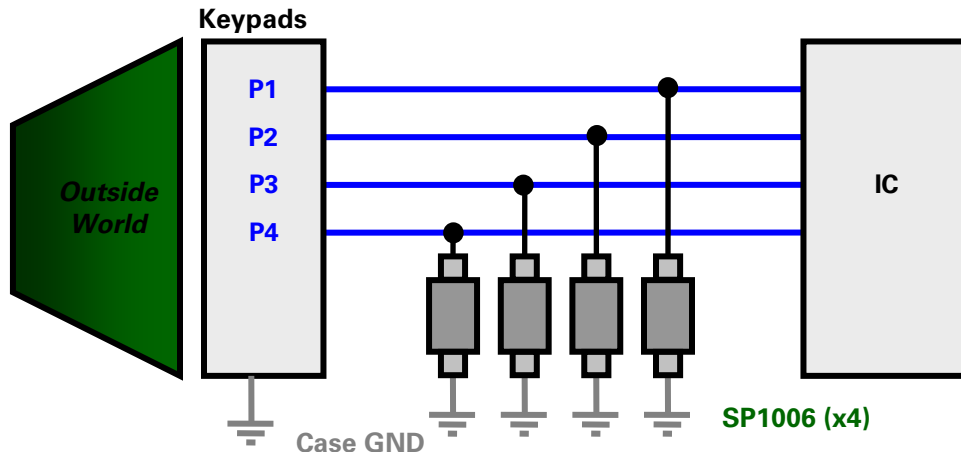 Keypads
P1
P2
P3
P4
Outside
World
IC
SP1006 (x4)
Case GND